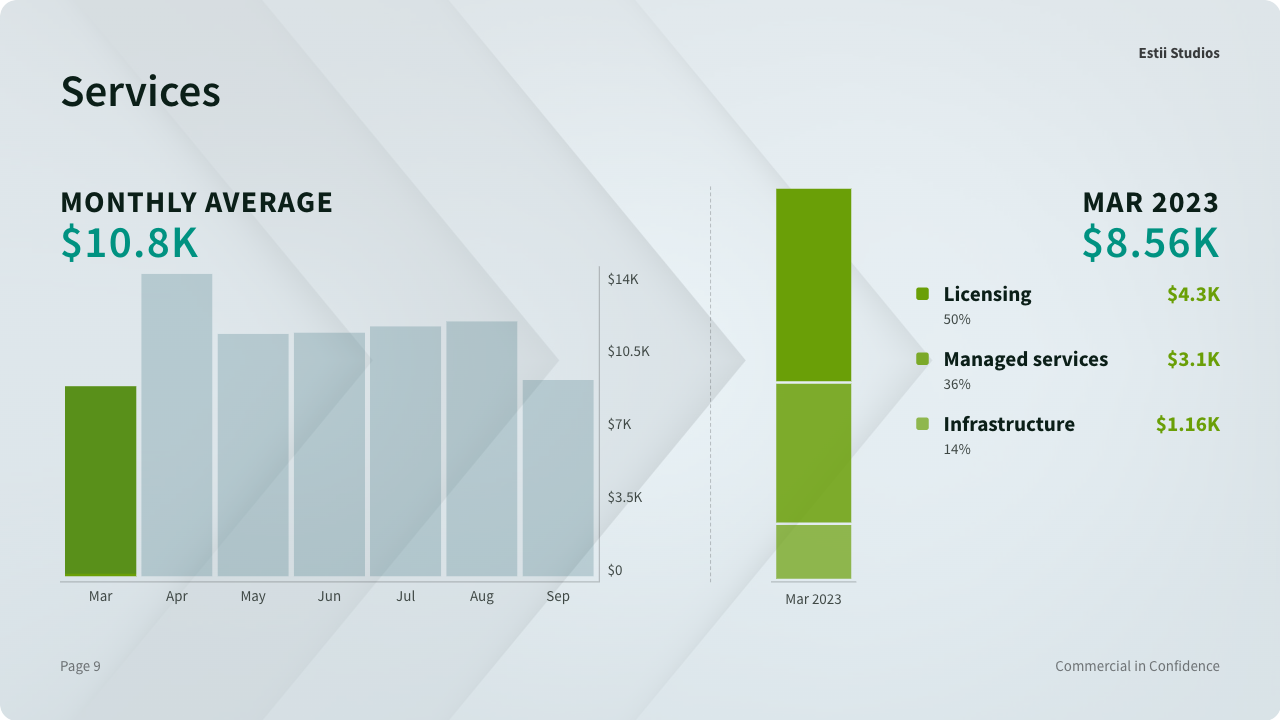 Estii Studios
Services
MONTHLY AVERAGE
$10.8K
$14K
$10.5K
$7K
$3.5K
$0
Mar Apr May Jun Jul Aug Sep
Mar 2023
MAR 2023
$8.56K
Licensing $4.3K
50%
Managed services $3.1K
36%
Infrastructure $1.16K
14%
Page 9
Commercial in Confidence